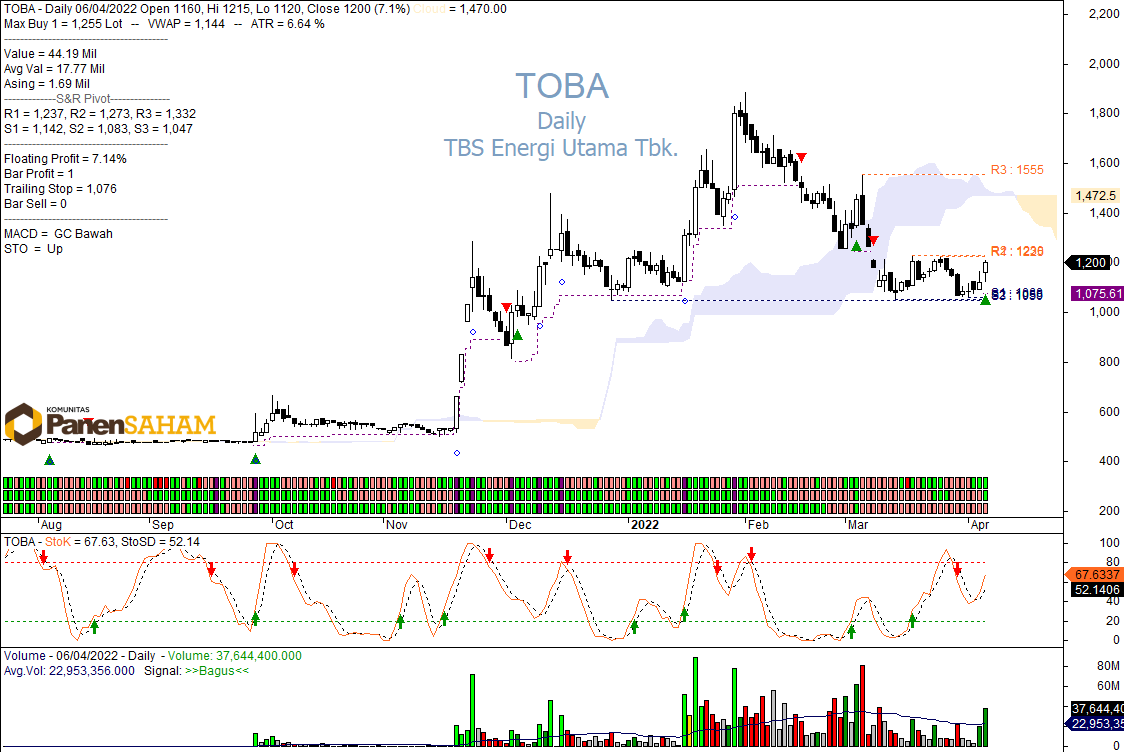 TOBA - Daily 06/04/2022 Open 1160, Hi 1215, Lo 1120, Close 1200 (7.1%) Cloud = 1,470.00
Max Buy 1 = 1,255 Lot -- VWAP = 1,144 -- ATR = 6.64 %
Value = 44.19 Mil
Avg Val = 17.77 Mil
Asing = 1.69 Mil
-------------S&R Pivot---------------
R1 = 1,237, R2 = 1,273, R3 = 1,332
S1 = 1,142, S2 = 1,083, S3 = 1,047
Floating Profit = 7.14%
Bar Profit = 1
Trailing Stop = 1,076
Bar Sell = 0
MACD = GC Bawah
STO = Up
TOBA
Daily
TBS Energi Utama Tbk.
R3 : 1555
KOMUNITAS
PanenSAHAM
2,200
2,000
1,800
1,600
1,472.5
1,400
1,200
1,075.61
1,000
800
600
400
200
Aug Sep Oct Nov Dec 2022 Feb Mar Apr
TOBA - StoK = 67.63, StoSD = 52.14
100
80
67.6337
52.1406
40
20
0
Volume - 06/04/2022 - Daily - Volume: 37,644,400.000
Avg.Vol: 22,953,356.000 Signal: >>Bagus<<
80M
60M
37,644,40
22,953,35
0